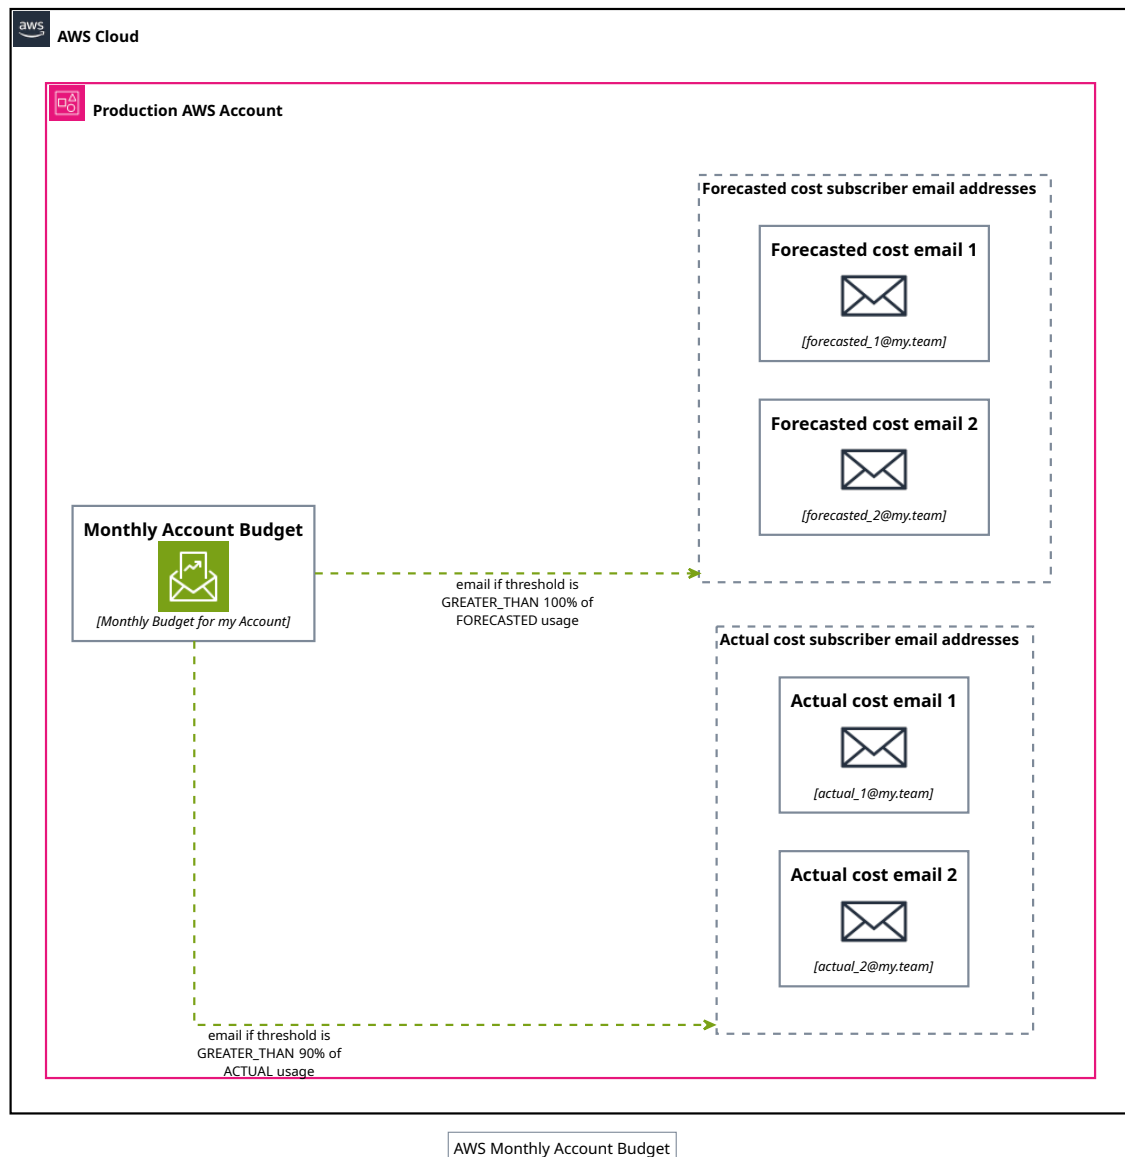 aws
AWS Cloud
Production AWS Account
Forecasted cost subscriber email addresses
Forecasted cost email 1
[forecasted_1@my.team]
Forecasted cost email 2
[forecasted_2@my.team]
Monthly Account Budget
[Monthly Budget for my Account]
email if threshold is
GREATER_THAN 100% of
FORECASTED usage
Actual cost subscriber email addresses
Actual cost email 1
[actual_1@my.team]
Actual cost email 2
[actual_2@my.team]
email if threshold is
GREATER_THAN 90% of
ACTUAL usage
AWS Monthly Account Budget